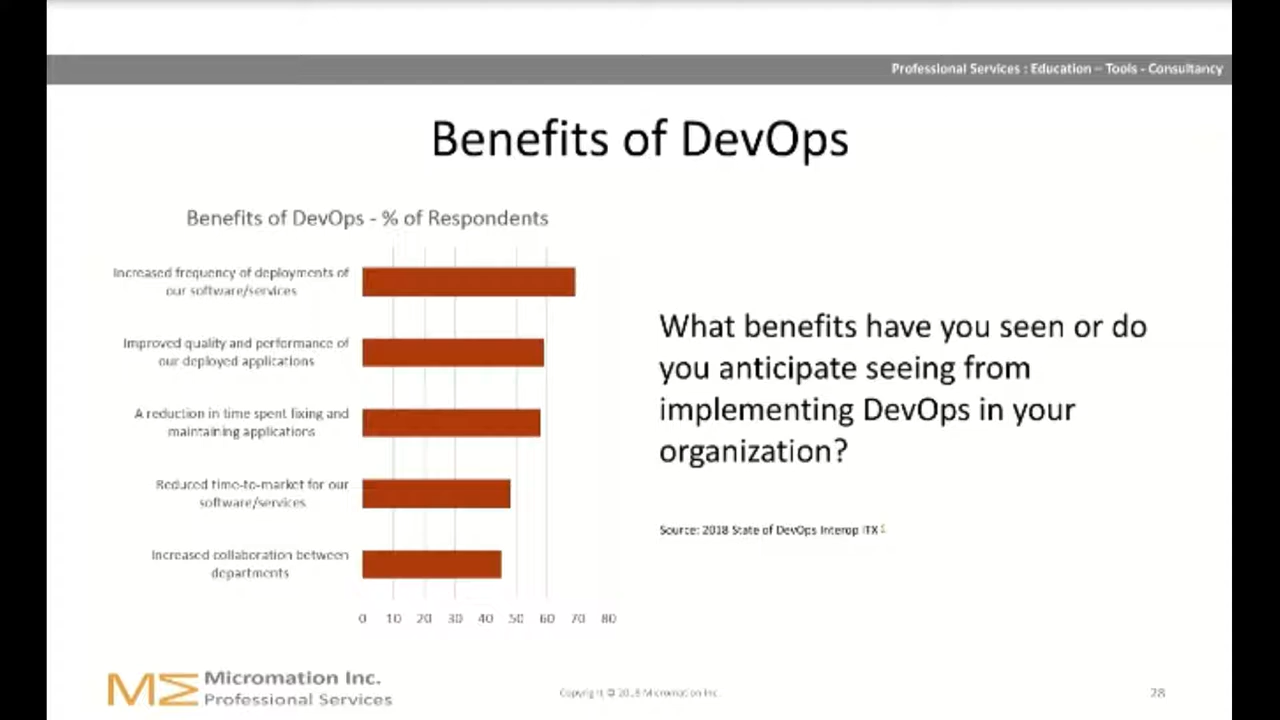 Professional Services : Education – Tools - Consultancy
Benefits of DevOps
Benefits of DevOps - % of Respondents
Increased frequency of deployments of
our software/services
Improved quality and performance of
our deployed applications
A reduction in time spent fixing and
maintaining applications
Reduced time-to-market for our
software/services
Increased collaboration between
departments
0 10 20 30 40 50 60 70 80
What benefits have you seen or do
you anticipate seeing from
implementing DevOps in your
organization?
Source: 2018 State of DevOps Interop ITX
Micromation Inc.
Professional Services
Copyright © 2018 Micromation Inc.
28